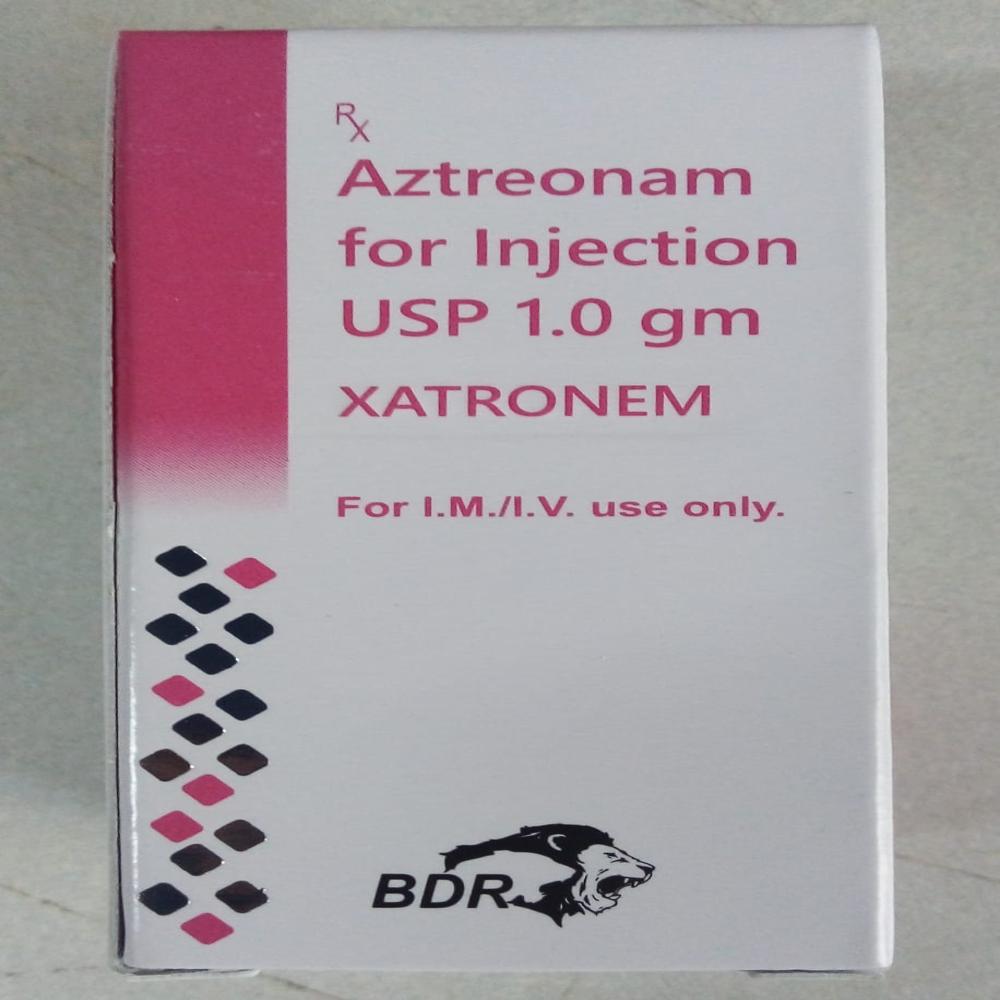 Rx
Aztreonam
for Injection
USP 1.0 gm
XATRONEM
For I.M./I.V. use only.
BDR